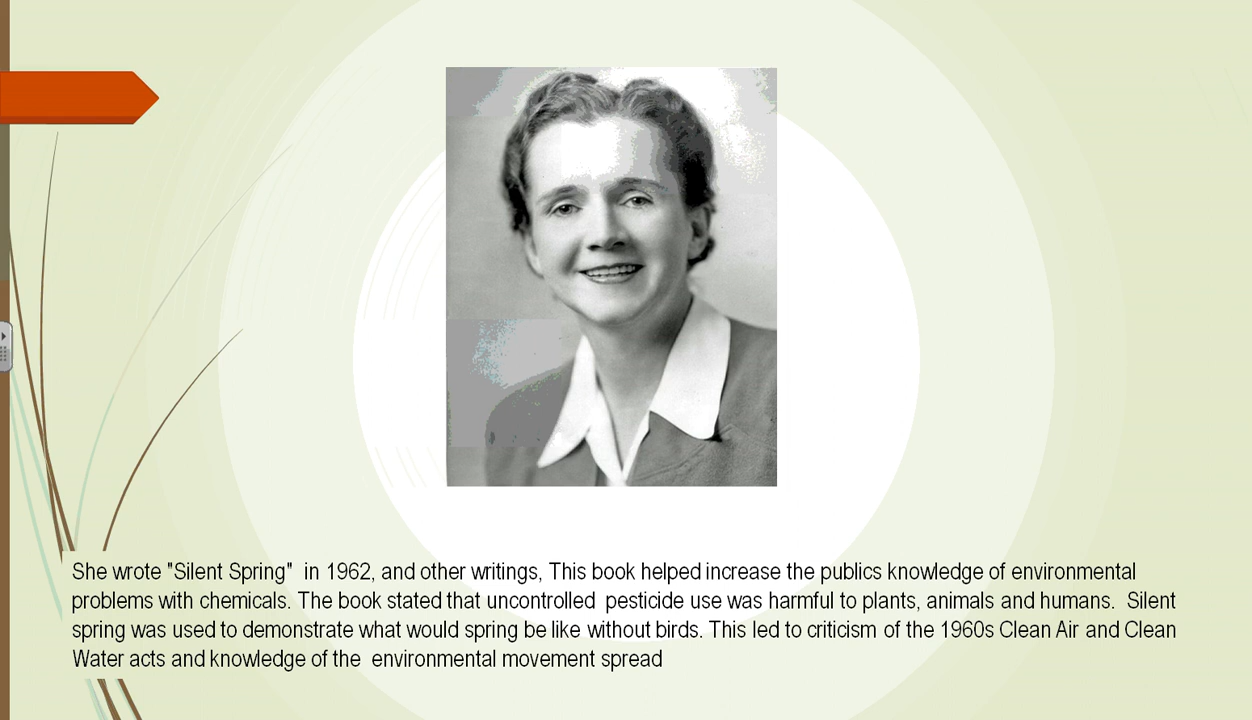 She wrote "Silent Spring"  in 1962, and other writings, This book helped increase the publics knowledge of environmental
problems with chemicals. The book stated that uncontrolled  pesticide use was harmful to plants, animals and humans.  Silent
spring was used to demonstrate what would spring be like without birds. This led to criticism of the 1960s Clean Air and Clean
Water acts and knowledge of the  environmental movement spread